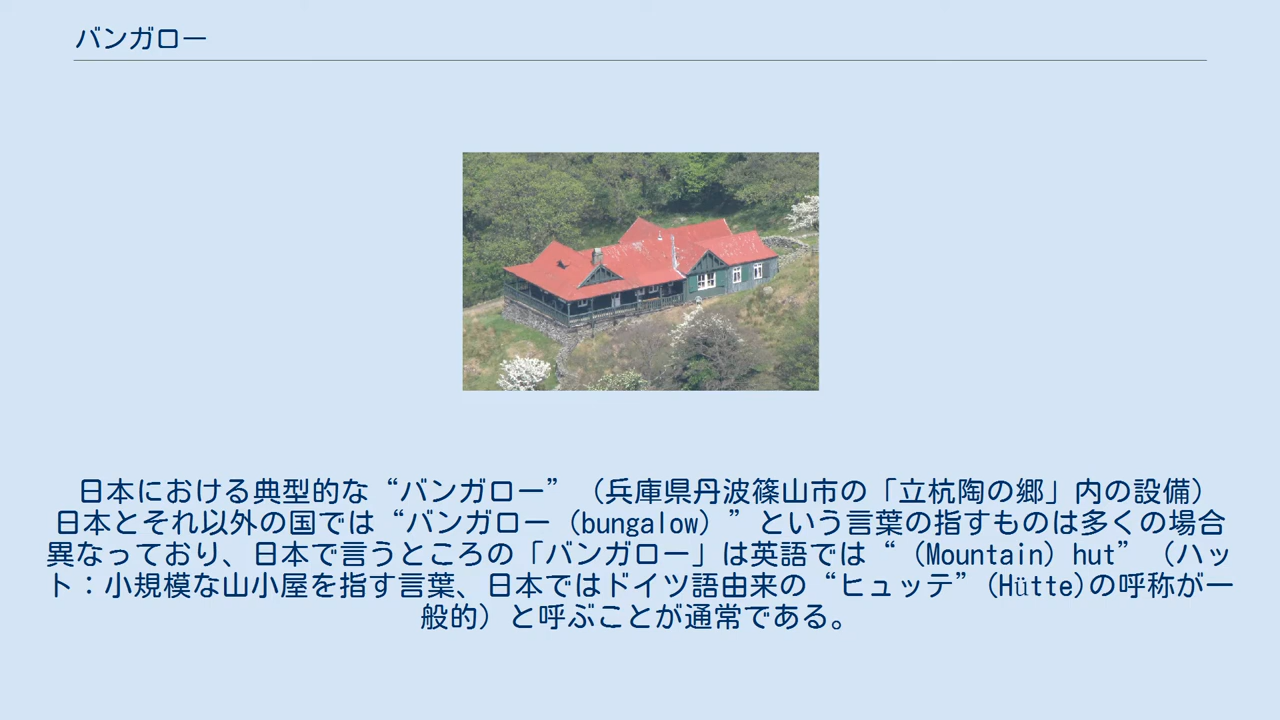 バンガロー
日本における典型的な“バンガロー”（兵庫県丹波篠山市の「立杭陶の郷」内の設備）
日本とそれ以外の国では“バンガロー（bungalow）”という言葉の指すものは多くの場合
異なっており、日本で言うところの「バンガロー」は英語では“（Mountain）hut”（ハッ
ト：小規模な山小屋を指す言葉、日本ではドイツ語由来の“ヒュッテ”(Hütte)の呼称が一
般的）と呼ぶことが通常である。